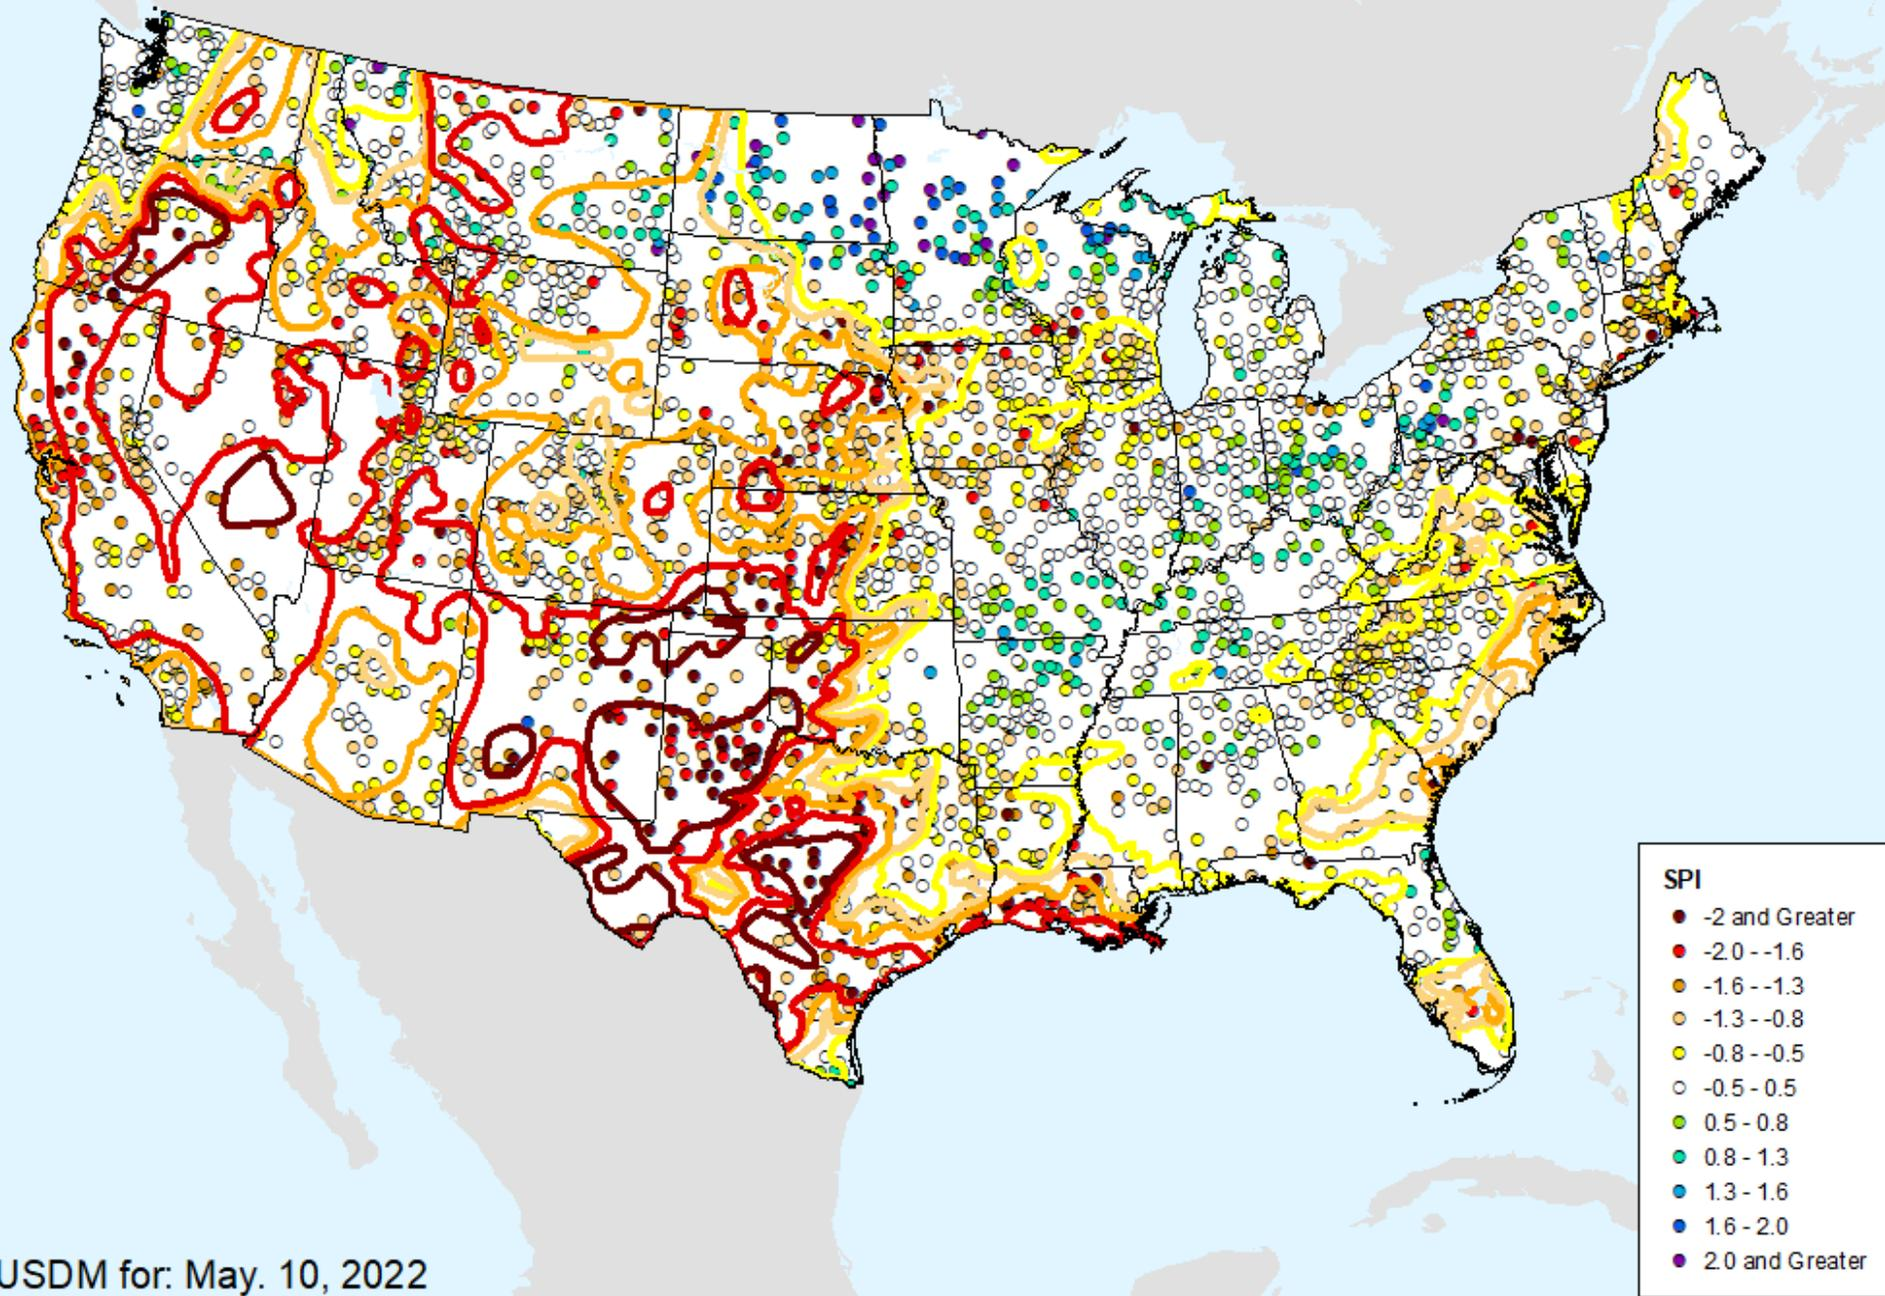 SPI
-2 and Greater
-2.0 - -1.6
-1.6 - -1.3
-1.3 - -0.8
-0.8 - -0.5
-0.5 - 0.5
0.5 - 0.8
0.8 - 1.3
1.3 - 1.6
1.6 - 2.0
2.0 and Greater
USDM for: May. 10, 2022